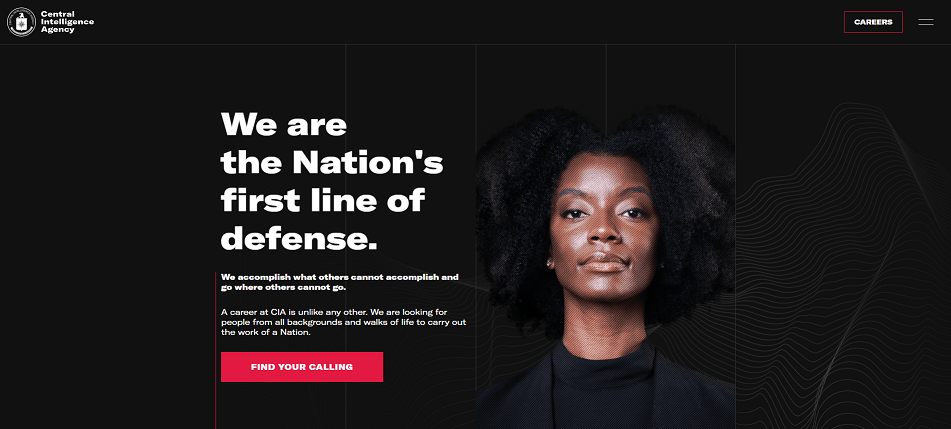 Central
Intelligence
Agency
CAREERS
We are
the Nation's
first line of
defense.
We accomplish what others cannot accomplish and
go where others cannot go.
A career at CIA is unlike any other. We are looking for
people from all backgrounds and walks of life to carry out
the work of a Nation.
FIND YOUR CALLING